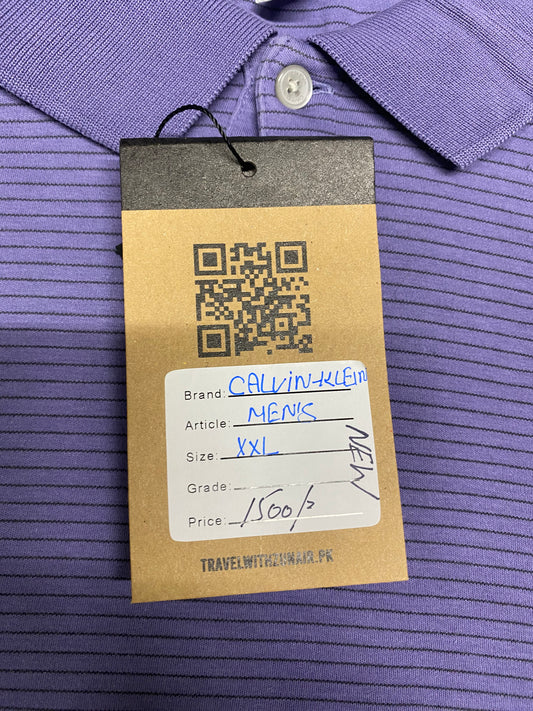 Brand: CALVIN-KLEIN
Article: MEN'S
Size: XXL
NEW
Grade:
Price: 1500/=
TRAVELWITHZUNAIR.PK